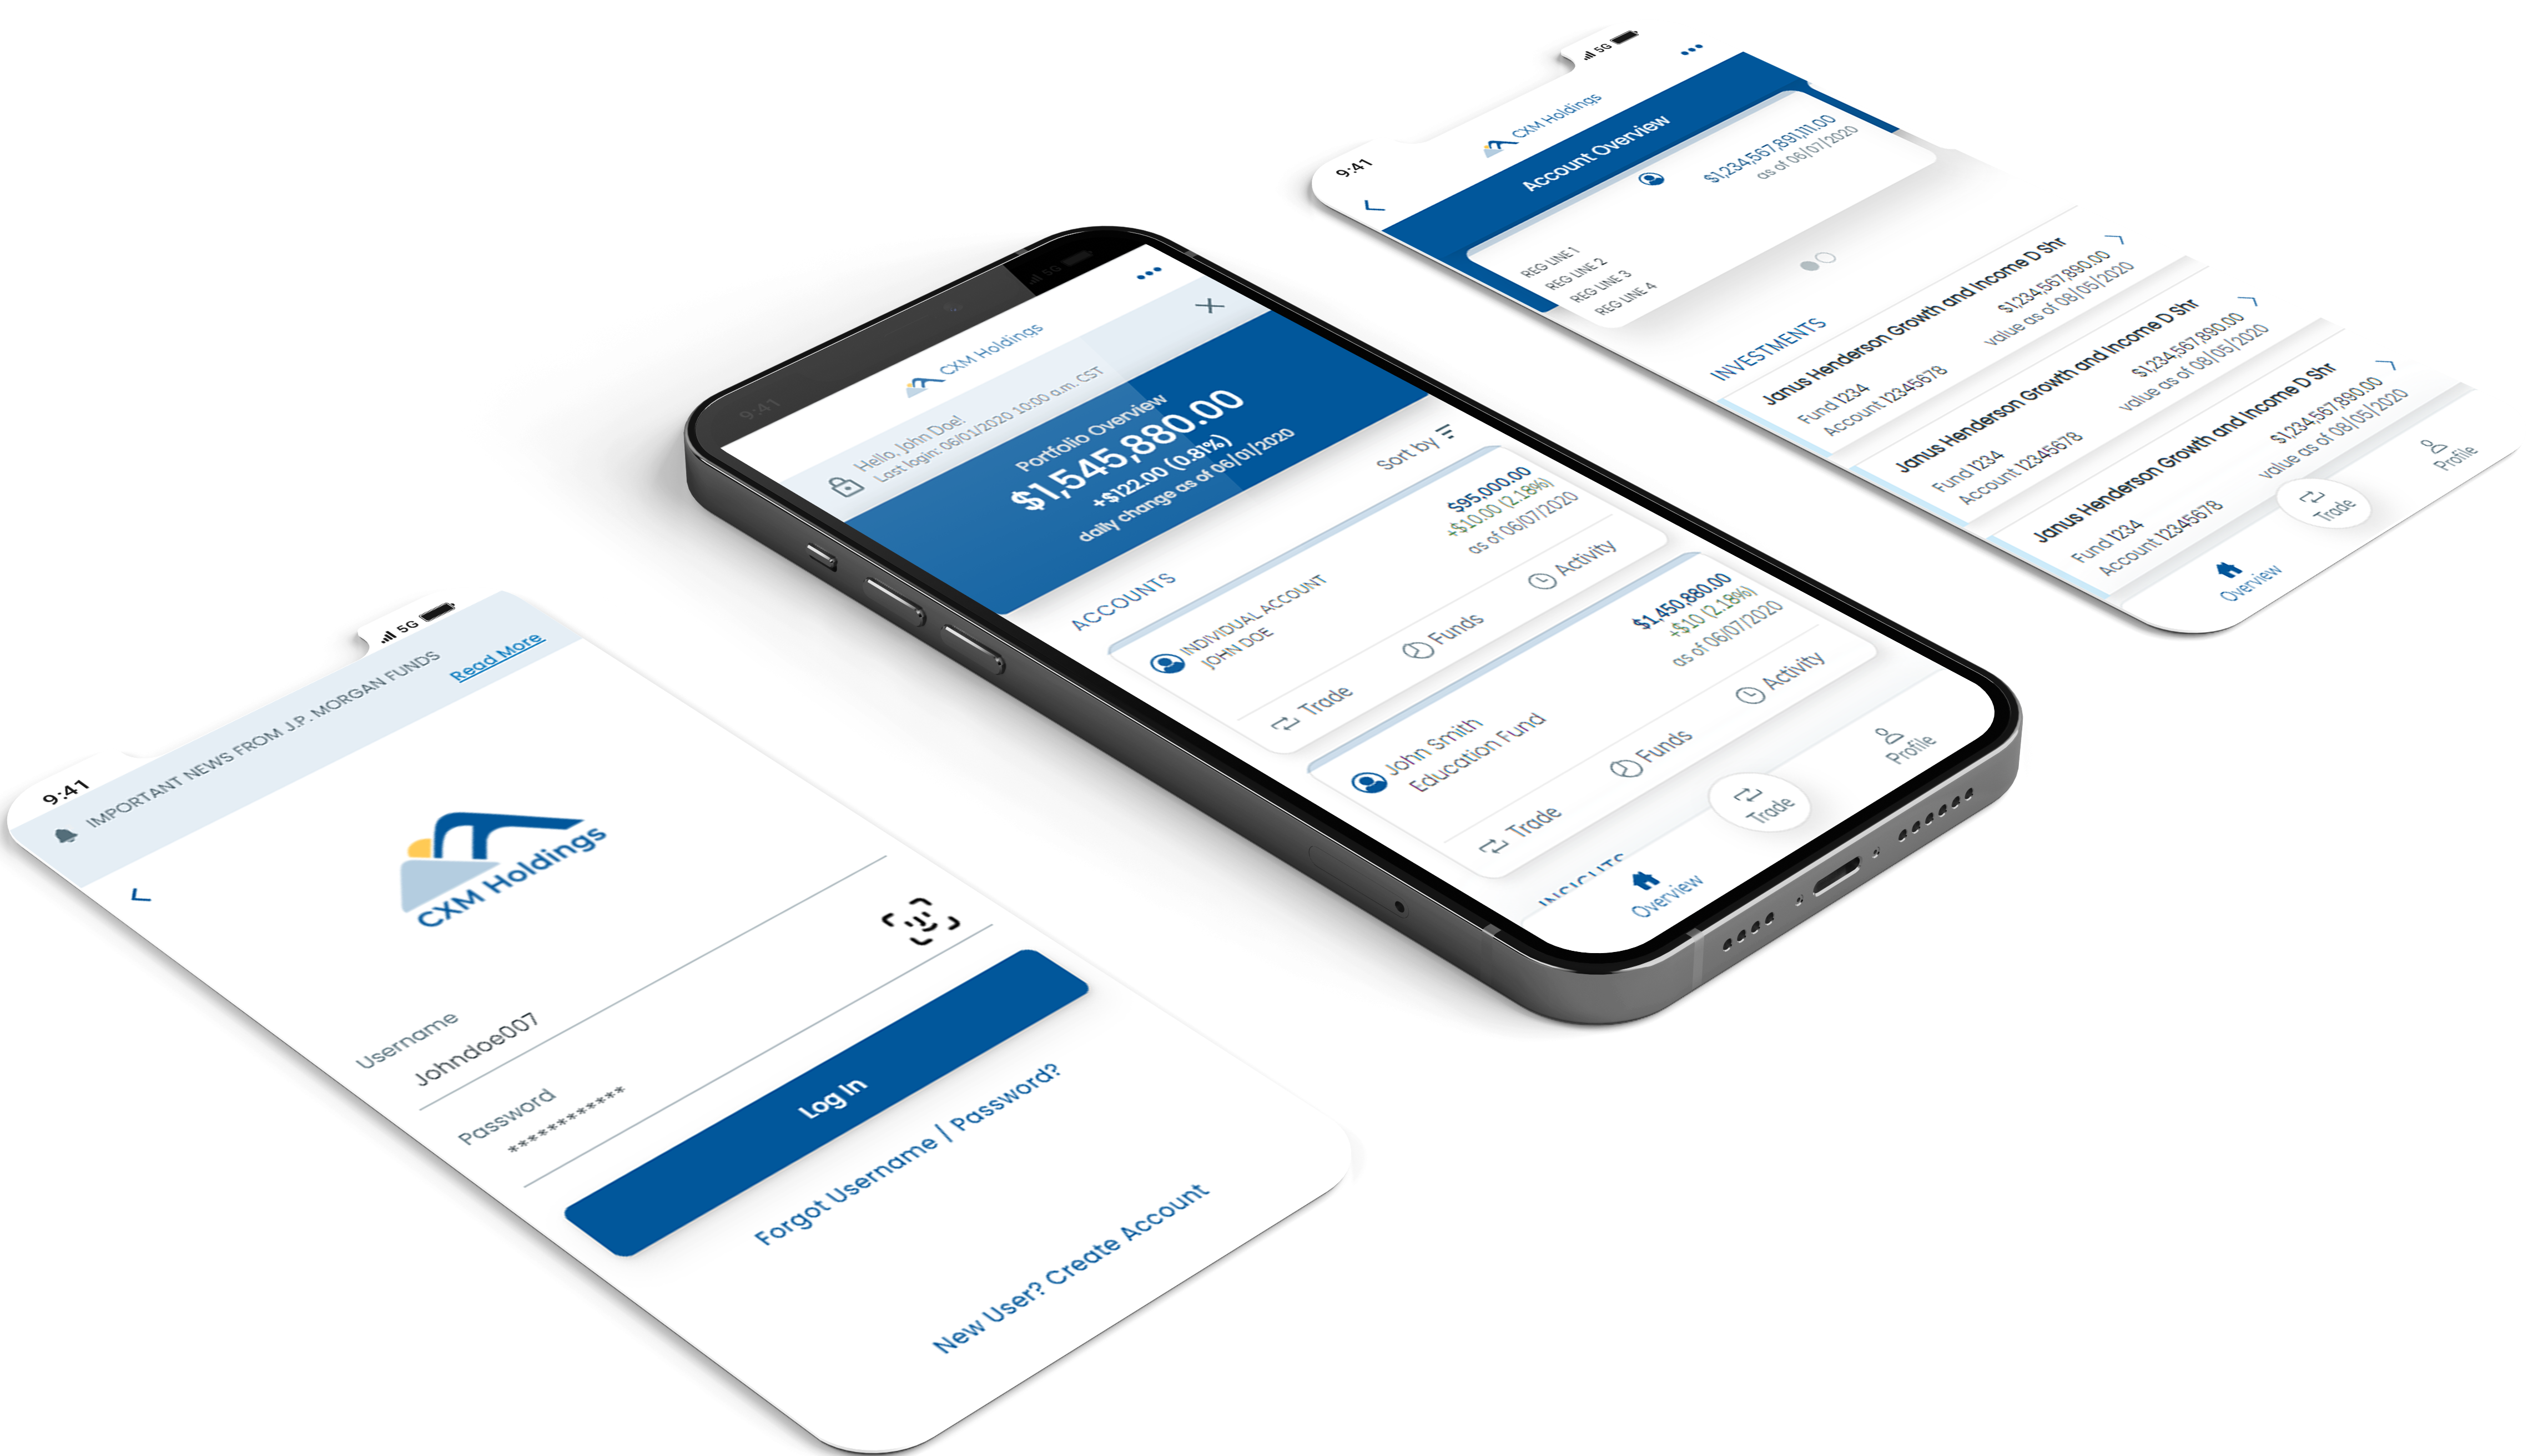 9:41
5G
IMPORTANT NEWS FROM J.P. MORGAN FUNDS
Read More
CXM Holdings
Username
Johndoe007
Password
************
Log In
Forgot Username / Password?
New User? Create Account
9:41
5G
CXM Holdings
Hello, John Doe!
Last login: 06/01/2020 10:00 a.m. CST
Portfolio Overview
$1,545,880.00
+$122.00 (0.81%)
daily change as of 06/01/2020
ACCOUNTS
Sort by
INDIVIDUAL ACCOUNT
JOHN DOE
$95,000.00
+$10.00 (2.18%)
as of 06/07/2020
Trade
Funds
Activity
John Smith
Education Fund
$1,450,880.00
+$10 (2.18%)
as of 06/07/2020
Trade
Funds
Activity
INSIGHTS
Overview
Trade
Profile
9:41
5G
CXM Holdings
Account Overview
$1,234,567,891,111.00
as of 06/07/2020
REG LINE 1
REG LINE 2
REG LINE 3
REG LINE 4
INVESTMENTS
Janus Henderson Growth and Income D Shr
Fund 1234
Account 12345678
$1,234,567,890.00
value as of 08/05/2020
Janus Henderson Growth and Income D Shr
Fund 1234
Account 12345678
$1,234,567,890.00
value as of 08/05/2020
Janus Henderson Growth and Income D Shr
Fund 1234
Account 12345678
$1,234,567,890.00
value as of 08/05/2020
Overview
Trade
Profile